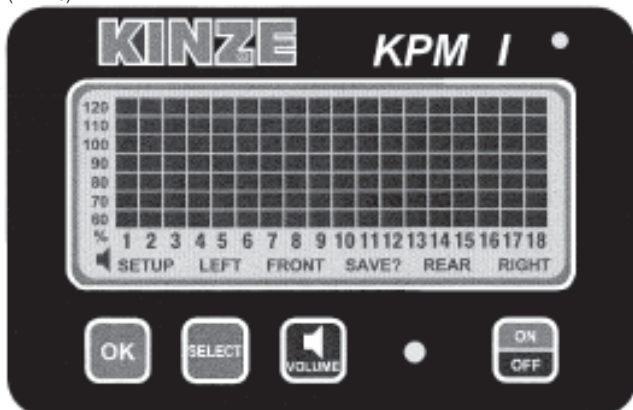 KINZE KPM I
120
110
100
90
80
70
60
% 1 2 3 4 5 6 7 8 9 10 11 12 13 14 15 16 17 18
SETUP LEFT FRONT SAVE? REAR RIGHT
OK SELECT VOLUME ON
OFF